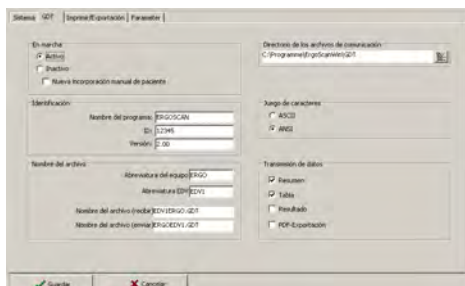 Sistema GDT Imprimir/Exportación Parameter
En marcha
Activo
Inactivo
Nueva incorporación manual de paciente
Directorio de los archivos de comunicación
C:\Programme\ErgoScanWin\GDT
Identificación
Nombre del programa: ERGOSCAN
ID: 12345
Versión: 2.00
Juego de caracteres
ASCII
ANSI
Nombre del archivo
Abreviatura del equipo ERGO
Abreviatura EDV EDV1
Nombre del archivo (recibe) EDV1ERGO.GDT
Nombre del archivo (enviar) ERGOEDV1.GDT
Transmisión de datos
Resumen
Tabla
Resultado
PDF-Exportación
Guardar Cancelar